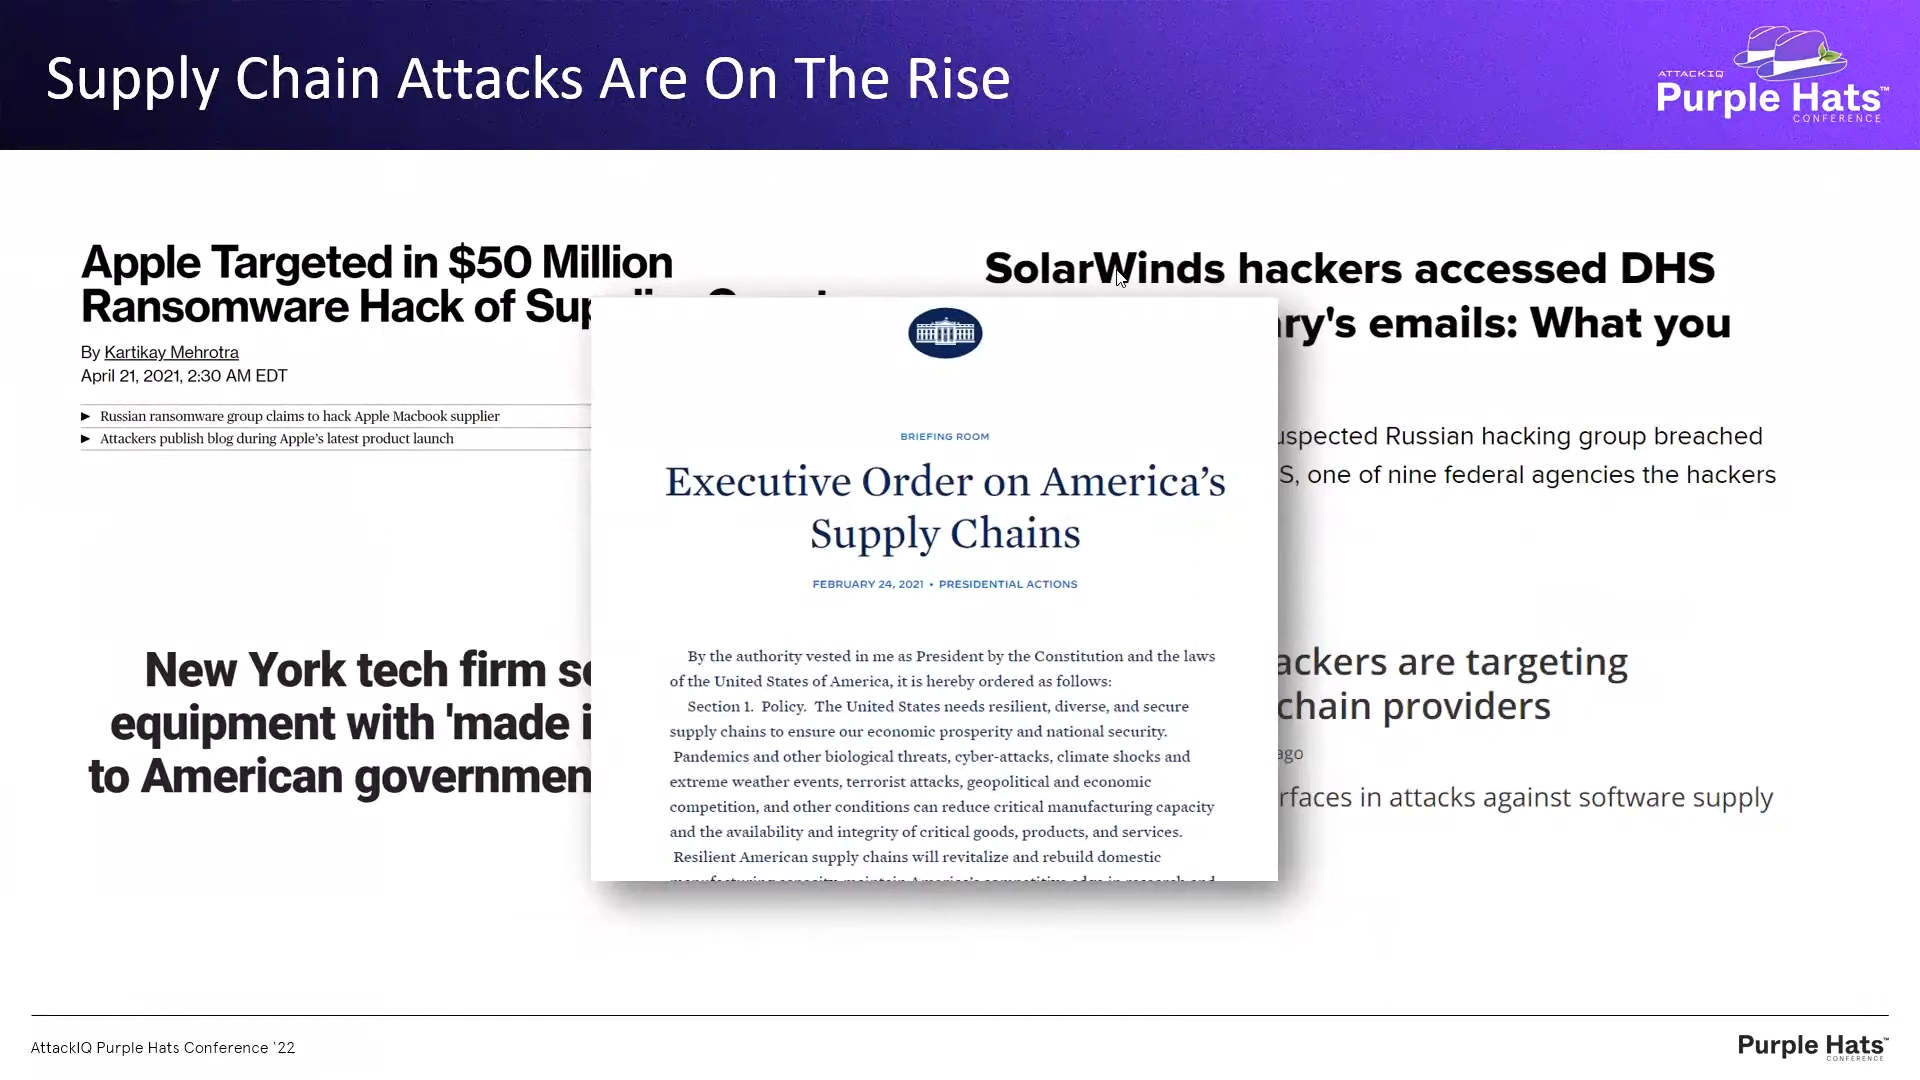 Supply Chain Attacks Are On The Rise
ATTACKIQ
Purple Hats™
CONFERENCE
Apple Targeted in $50 Million
Ransomware Hack of
By Kartikay Mehrotra
April 21, 2021, 2:30 AM EDT
Russian ransomware group claims to hack Apple Macbook supplier
Attackers publish blog during Apple's latest product launch
SolarWinds hackers accessed DHS
ry's emails: What you
uspected Russian hacking group breached
S, one of nine federal agencies the hackers
BRIEFING ROOM
Executive Order on America's
Supply Chains
FEBRUARY 24, 2021 • PRESIDENTIAL ACTIONS
By the authority vested in me as President by the Constitution and the laws
of the United States of America, it is hereby ordered as follows:
Section 1. Policy. The United States needs resilient, diverse, and secure
supply chains to ensure our economic prosperity and national security.
Pandemics and other biological threats, cyber-attacks, climate shocks and
extreme weather events, terrorist attacks, geopolitical and economic
competition, and other conditions can reduce critical manufacturing capacity
and the availability and integrity of critical goods, products, and services.
Resilient American supply chains will revitalize and rebuild domestic
New York tech firm
equipment with 'made
to American governmen
ackers are targeting
chain providers
ago
rfaces in attacks against software supply
AttackIQ Purple Hats Conference '22
Purple Hats™
CONFERENCE